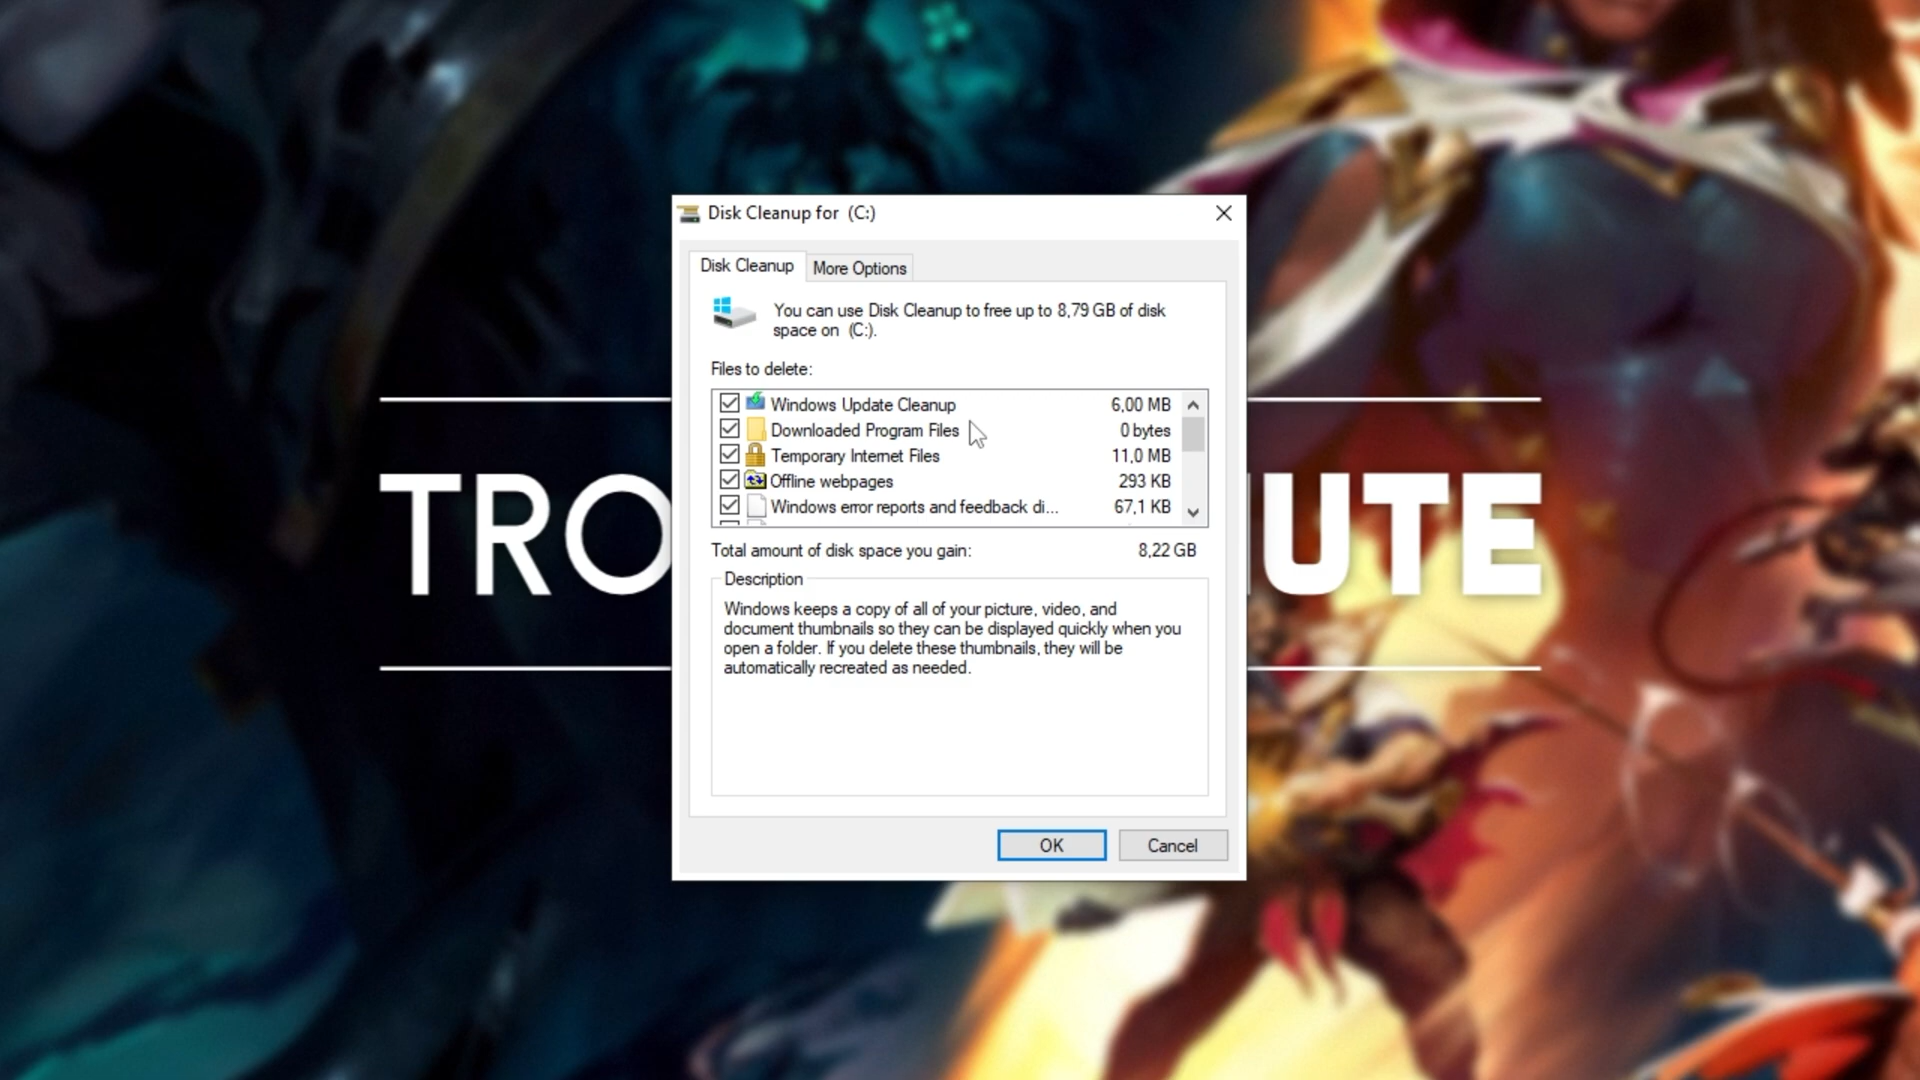 Disk Cleanup for (C:)
Disk Cleanup
More Options
You can use Disk Cleanup to free up to 8,79 GB of disk
space on (C:).
Files to delete:
Windows Update Cleanup 6,00 MB
Downloaded Program Files 0 bytes
Temporary Internet Files 11,0 MB
Offline webpages 293 KB
Windows error reports and feedback di... 67,1 KB
Total amount of disk space you gain: 8,22 GB
Description
Windows keeps a copy of all of your picture, video, and
document thumbnails so they can be displayed quickly when you
open a folder. If you delete these thumbnails, they will be
automatically recreated as needed.
TRO UTE
OK Cancel